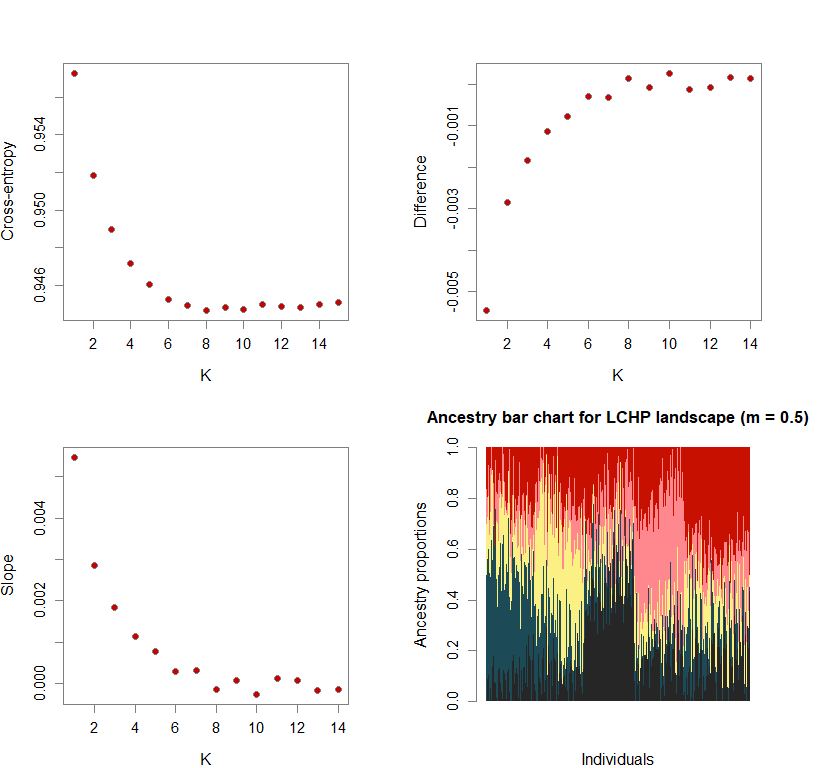 Cross-entropy
0.954
0.950
0.946
2 4 6 8 10 12 14
K
Difference
-0.001
-0.003
-0.005
2 4 6 8 10 12 14
K
Slope
0.004
0.002
0.000
2 4 6 8 10 12 14
K
Ancestry bar chart for LCHP landscape (m = 0.5)
Ancestry proportions
1.0
0.8
0.6
0.4
0.2
0.0
Individuals